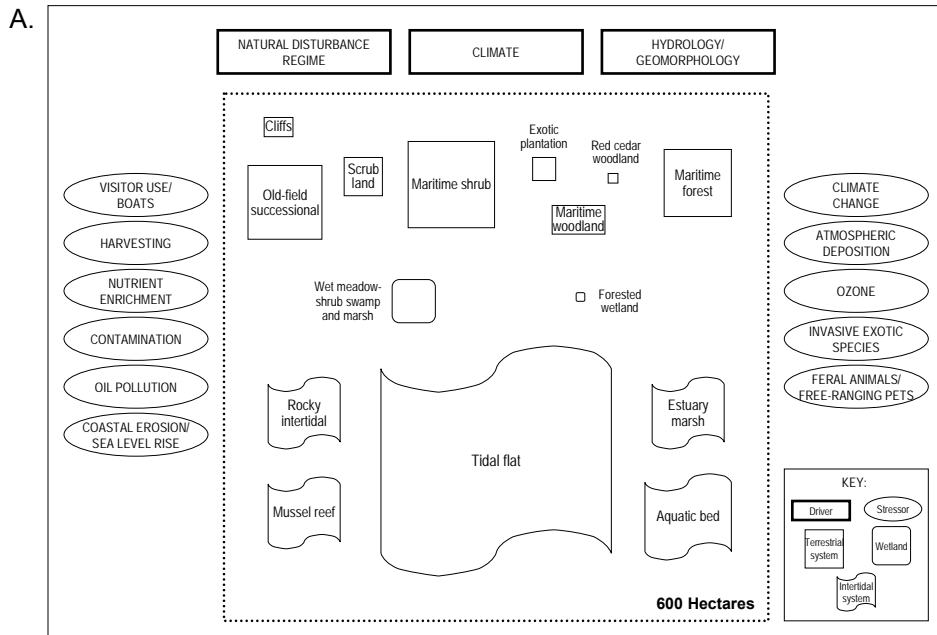 A.
NATURAL DISTURBANCE
REGIME
CLIMATE
HYDROLOGY/
GEOMORPHOLOGY
Cliffs
Old-field
successional
Scrub
land
Maritime shrub
Exotic
plantation
Red cedar
woodland
Maritime
woodland
Maritime
forest
VISITOR USE/
BOATS
HARVESTING
NUTRIENT
ENRICHMENT
CONTAMINATION
OIL POLLUTION
COASTAL EROSION/
SEA LEVEL RISE
CLIMATE
CHANGE
ATMOSPHERIC
DEPOSITION
OZONE
INVASIVE EXOTIC
SPECIES
FERAL ANIMALS/
FREE-RANGING PETS
Wet meadow-
shrub swamp
and marsh
Forested
wetland
Rocky
intertidal
Tidal flat
Estuary
marsh
Mussel reef
Aquatic bed
600 Hectares
KEY:
Driver
Stressor
Terrestrial
system
Wetland
Intertidal
system